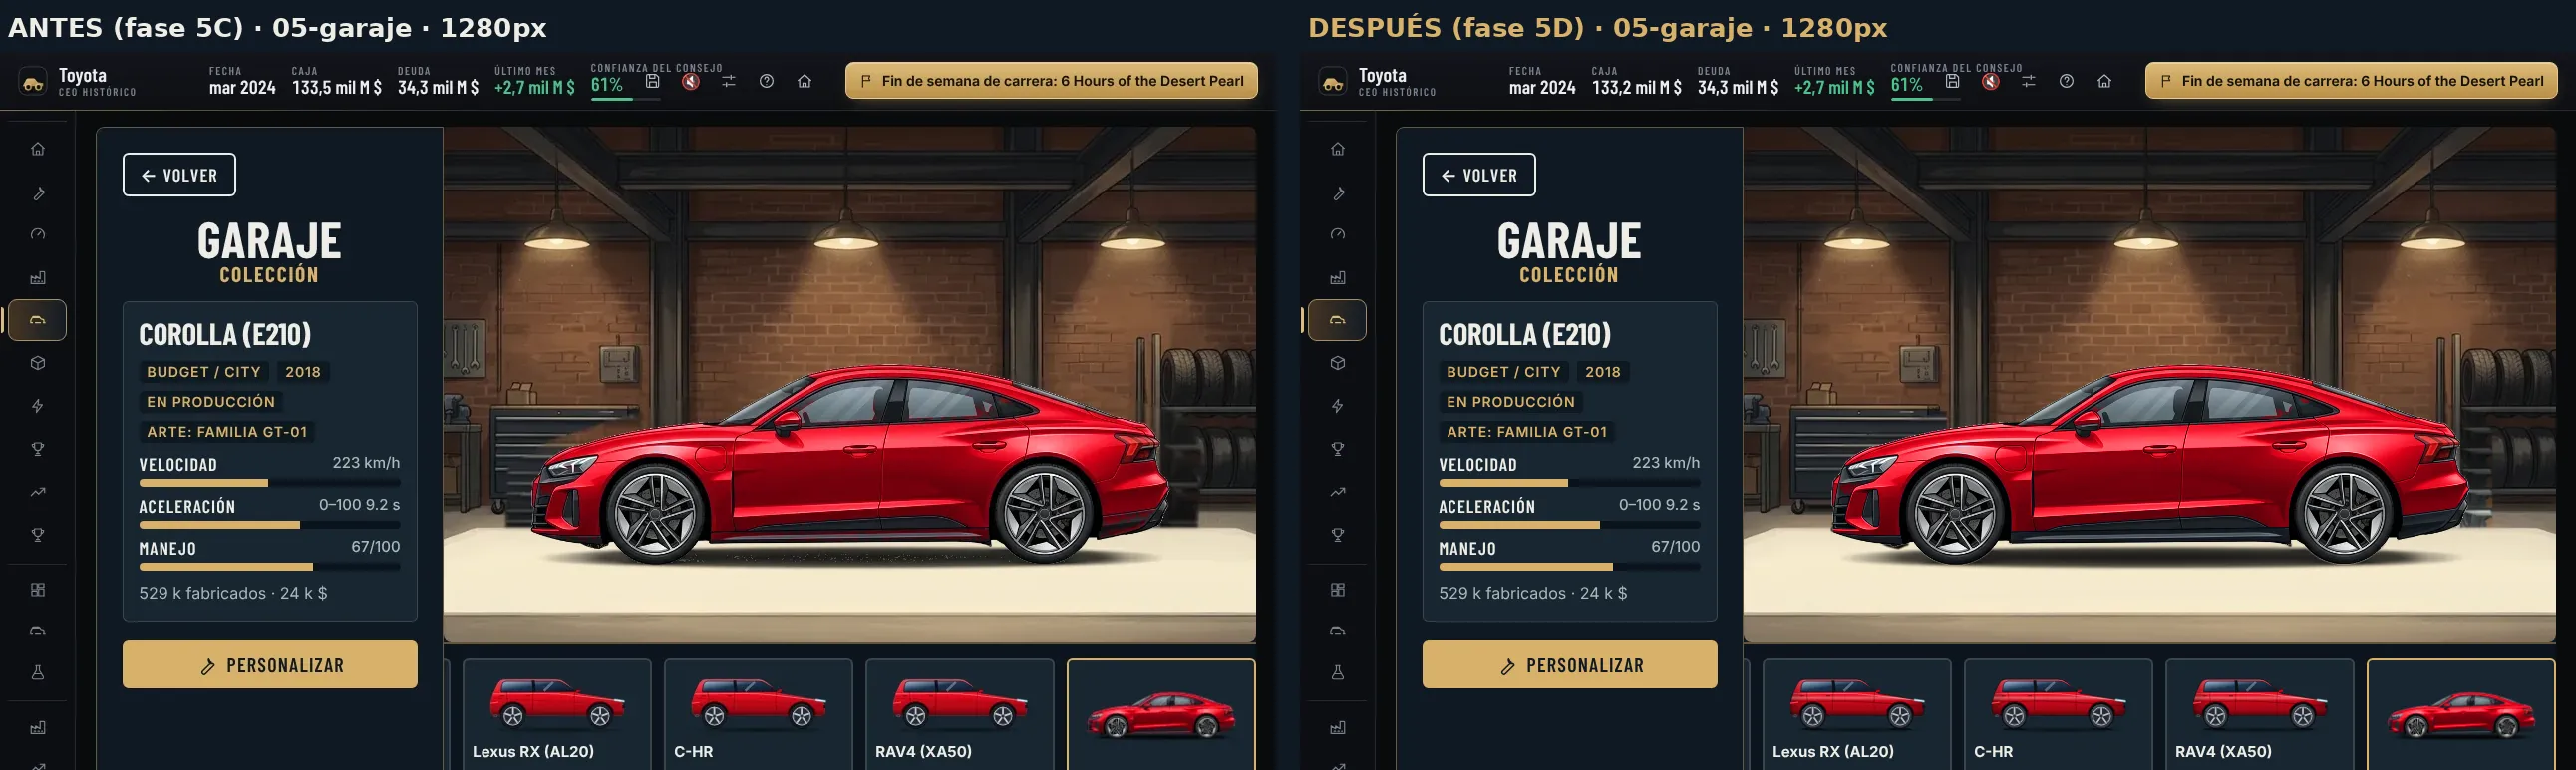 ANTES (fase 5C) · 05-garaje · 1280px
Toyota
CEO HISTÓRICO
FECHA
mar 2024
CAJA
133,5 mil M $
DEUDA
34,3 mil M $
ÚLTIMO MES
+2,7 mil M $
CONFIANZA DEL CONSEJO
61%
Fin de semana de carrera: 6 Hours of the Desert Pearl
← VOLVER
GARAJE
COLECCIÓN
COROLLA (E210)
BUDGET / CITY
2018
EN PRODUCCIÓN
ARTE: FAMILIA GT-01
VELOCIDAD
223 km/h
ACELERACIÓN
0–100 9.2 s
MANEJO
67/100
529 k fabricados · 24 k $
PERSONALIZAR
Lexus RX (AL20)
C-HR
RAV4 (XA50)
DESPUÉS (fase 5D) · 05-garaje · 1280px
Toyota
CEO HISTÓRICO
FECHA
mar 2024
CAJA
133,2 mil M $
DEUDA
34,3 mil M $
ÚLTIMO MES
+2,7 mil M $
CONFIANZA DEL CONSEJO
61%
Fin de semana de carrera: 6 Hours of the Desert Pearl
← VOLVER
GARAJE
COLECCIÓN
COROLLA (E210)
BUDGET / CITY
2018
EN PRODUCCIÓN
ARTE: FAMILIA GT-01
VELOCIDAD
223 km/h
ACELERACIÓN
0–100 9.2 s
MANEJO
67/100
529 k fabricados · 24 k $
PERSONALIZAR
Lexus RX (AL20)
C-HR
RAV4 (XA50)